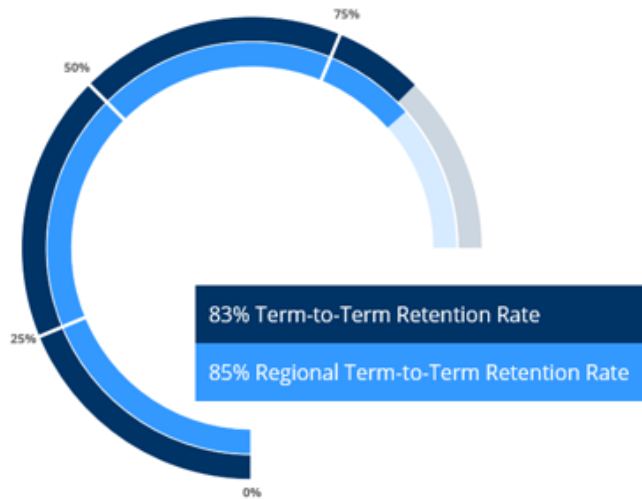 75%
50%
25%
0%
83% Term-to-Term Retention Rate
85% Regional Term-to-Term Retention Rate